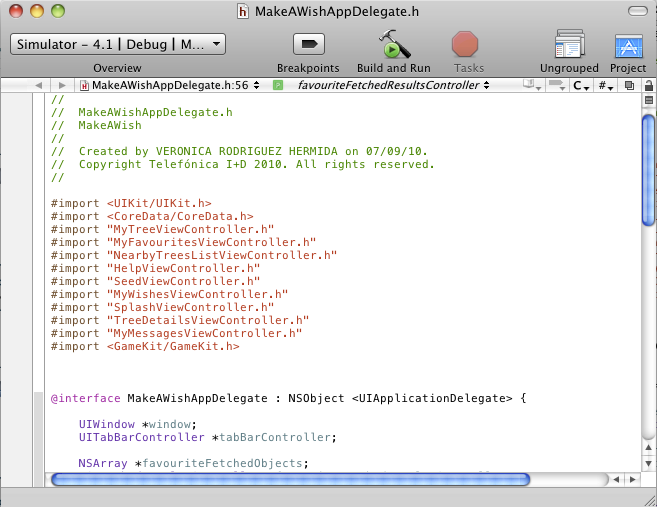 MakeAWishAppDelegate.h
Simulator – 4.1 | Debug | M...
Overview
Breakpoints
Build and Run
Tasks
Ungrouped
Project
MakeAWishAppDelegate.h:56
favouriteFetchedResultsController
C
#
//
//  MakeAWishAppDelegate.h
//  MakeAWish
//
//  Created by VERONICA RODRIGUEZ HERMIDA on 07/09/10.
//  Copyright Telefónica I+D 2010. All rights reserved.
//
#import <UIKit/UIKit.h>
#import <CoreData/CoreData.h>
#import "MyTreeViewController.h"
#import "MyFavouritesViewController.h"
#import "NearbyTreesListViewController.h"
#import "HelpViewController.h"
#import "SeedViewController.h"
#import "MyWishesViewController.h"
#import "SplashViewController.h"
#import "TreeDetailsViewController.h"
#import "MyMessagesViewController.h"
#import <GameKit/GameKit.h>
@interface MakeAWishAppDelegate : NSObject <UIApplicationDelegate> {
UIWindow *window;
UITabBarController *tabBarController;
NSArray *favouriteFetchedObjects;